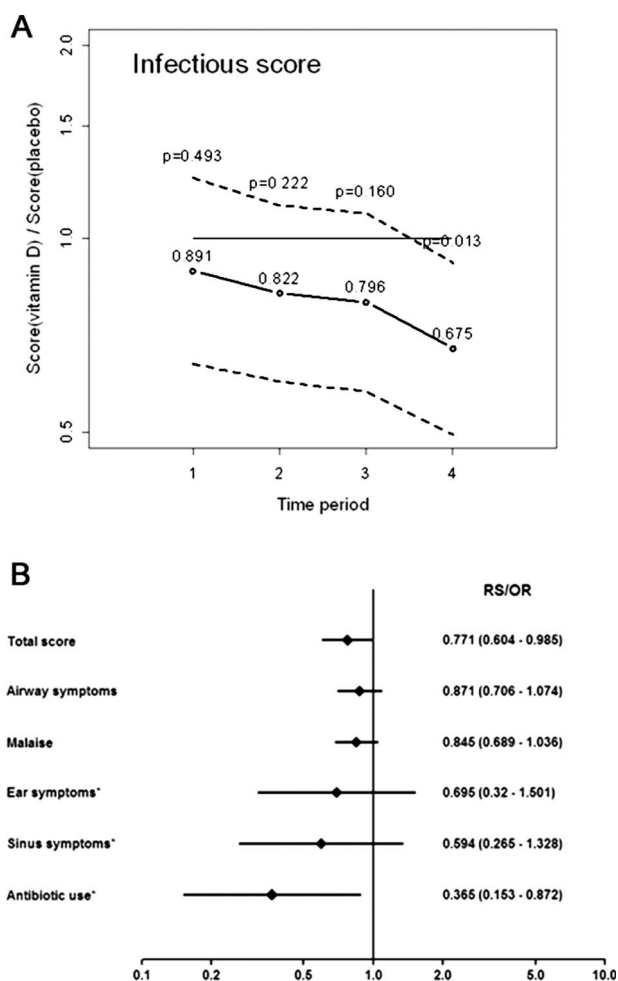 A
Infectious score
Score(vitamin D) / Score(placebo)
2.0
1.5
1.0
0.5
p=0.493
p=0.222
p=0.160
p=0.013
0.891
0.822
0.796
0.675
1 2 3 4
Time period
B
RS/OR
Total score 0.771 (0.604 - 0.985)
Airway symptoms 0.871 (0.706 - 1.074)
Malaise 0.845 (0.689 - 1.036)
Ear symptoms* 0.695 (0.32 - 1.501)
Sinus symptoms* 0.594 (0.265 - 1.328)
Antibiotic use* 0.365 (0.153 - 0.872)
0.1 0.2 0.5 1.0 2.0 5.0 10.0